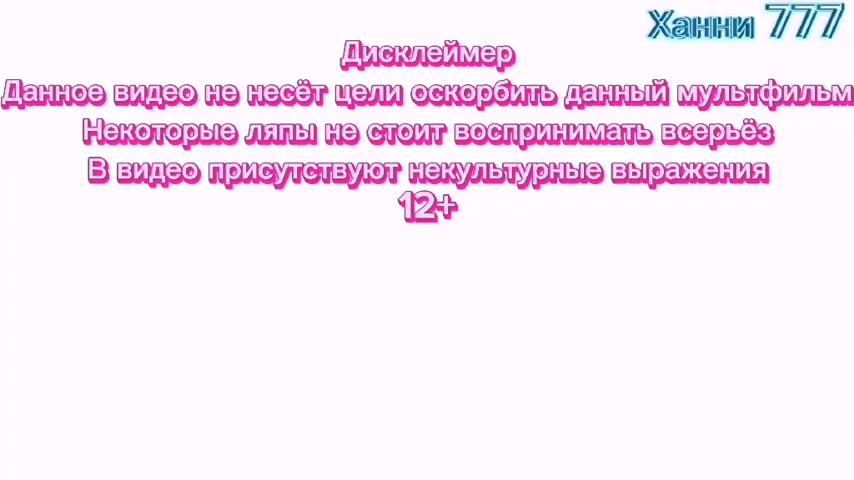 Ханни 777
Дисклеймер
Данное видео не несёт цели оскорбить данный мультфильм
Некоторые ляпы не стоит воспринимать всерьёз
В видео присутствуют некультурные выражения
12+